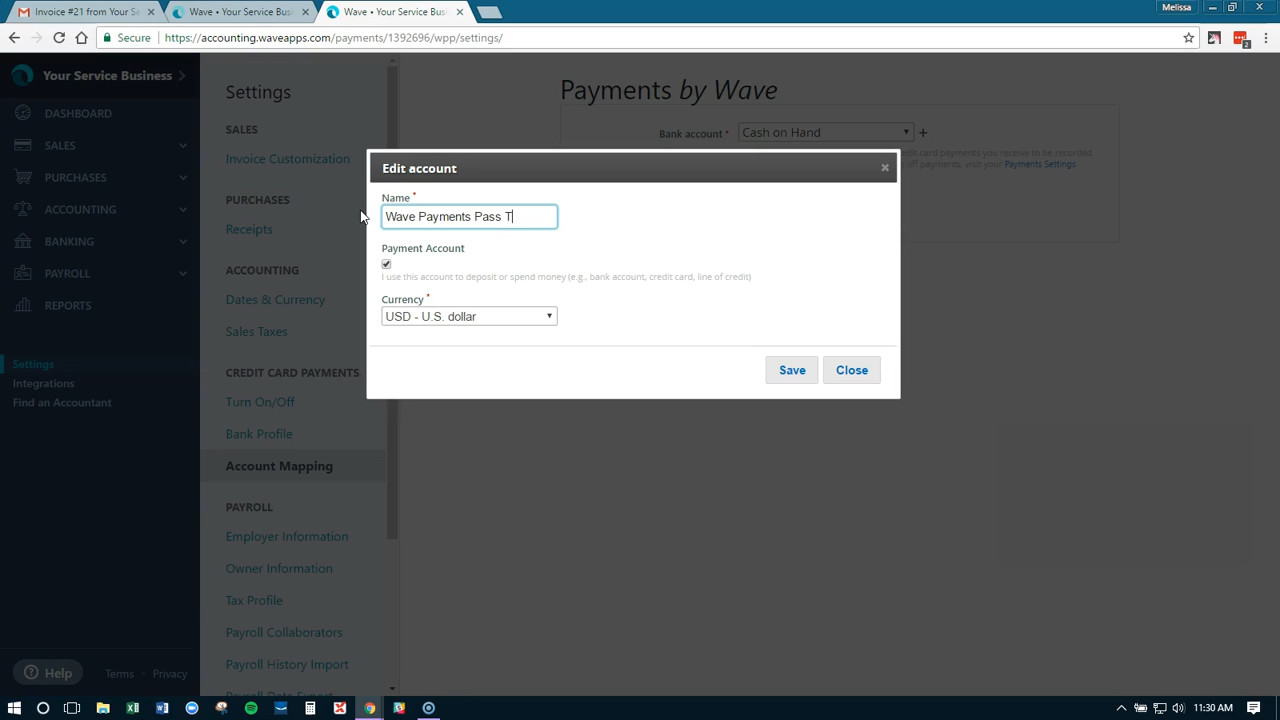 Invoice #21 from Your Se
Wave • Your Service Busi
Wave • Your Service Busi
Melissa
Secure
https://accounting.waveapps.com/payments/1392696/wpp/settings/
2
Your Service Business
DASHBOARD
SALES
PURCHASES
ACCOUNTING
BANKING
PAYROLL
REPORTS
Settings
Integrations
Find an Accountant
Help
Terms
Privacy
Settings
SALES
Invoice Customization
PURCHASES
Receipts
ACCOUNTING
Dates & Currency
Sales Taxes
CREDIT CARD PAYMENTS
Turn On/Off
Bank Profile
Account Mapping
PAYROLL
Employer Information
Owner Information
Tax Profile
Payroll Collaborators
Payroll History Import
Payroll Data Export
Payments by Wave
Bank account *
Cash on Hand
credit card payments you receive to be recorded
off payments, visit your Payments Settings
Edit account
Name *
Wave Payments Pass T
Payment Account
I use this account to deposit or spend money (e.g., bank account, credit card, line of credit)
Currency *
USD - U.S. dollar
Save
Close
11:30 AM